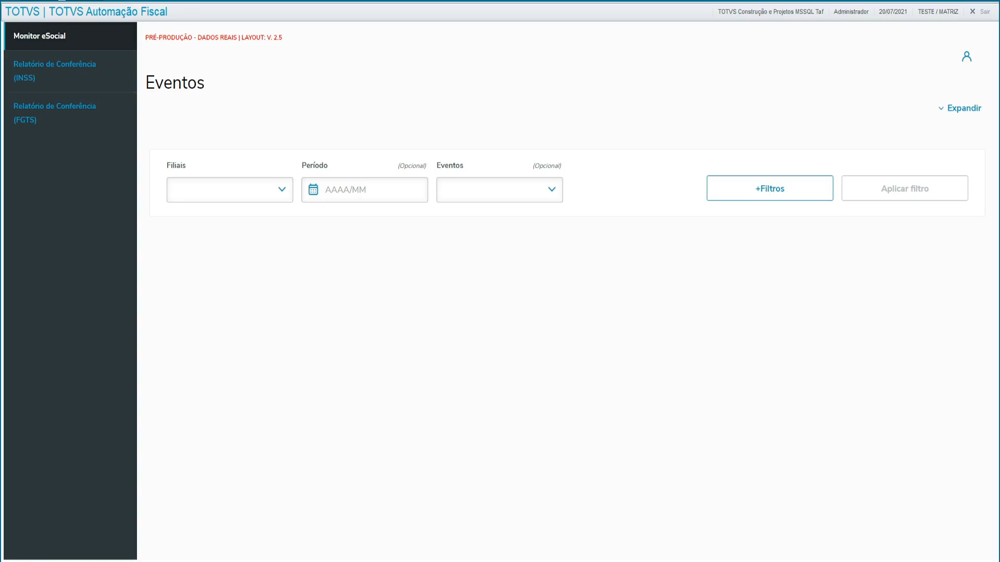 TOTVS | TOTVS Automação Fiscal
TOTVS Construção e Projetos MSSQL Taf
Administrador
20/07/2021
TESTE / MATRIZ
Sair
Monitor eSocial
Relatório de Conferência
(INSS)
Relatório de Conferência
(FGTS)
PRÉ-PRODUÇÃO - DADOS REAIS | LAYOUT: V. 2.5
Eventos
Expandir
Filiais
Período (Opcional)
Eventos (Opcional)
AAAA/MM
+Filtros
Aplicar filtro